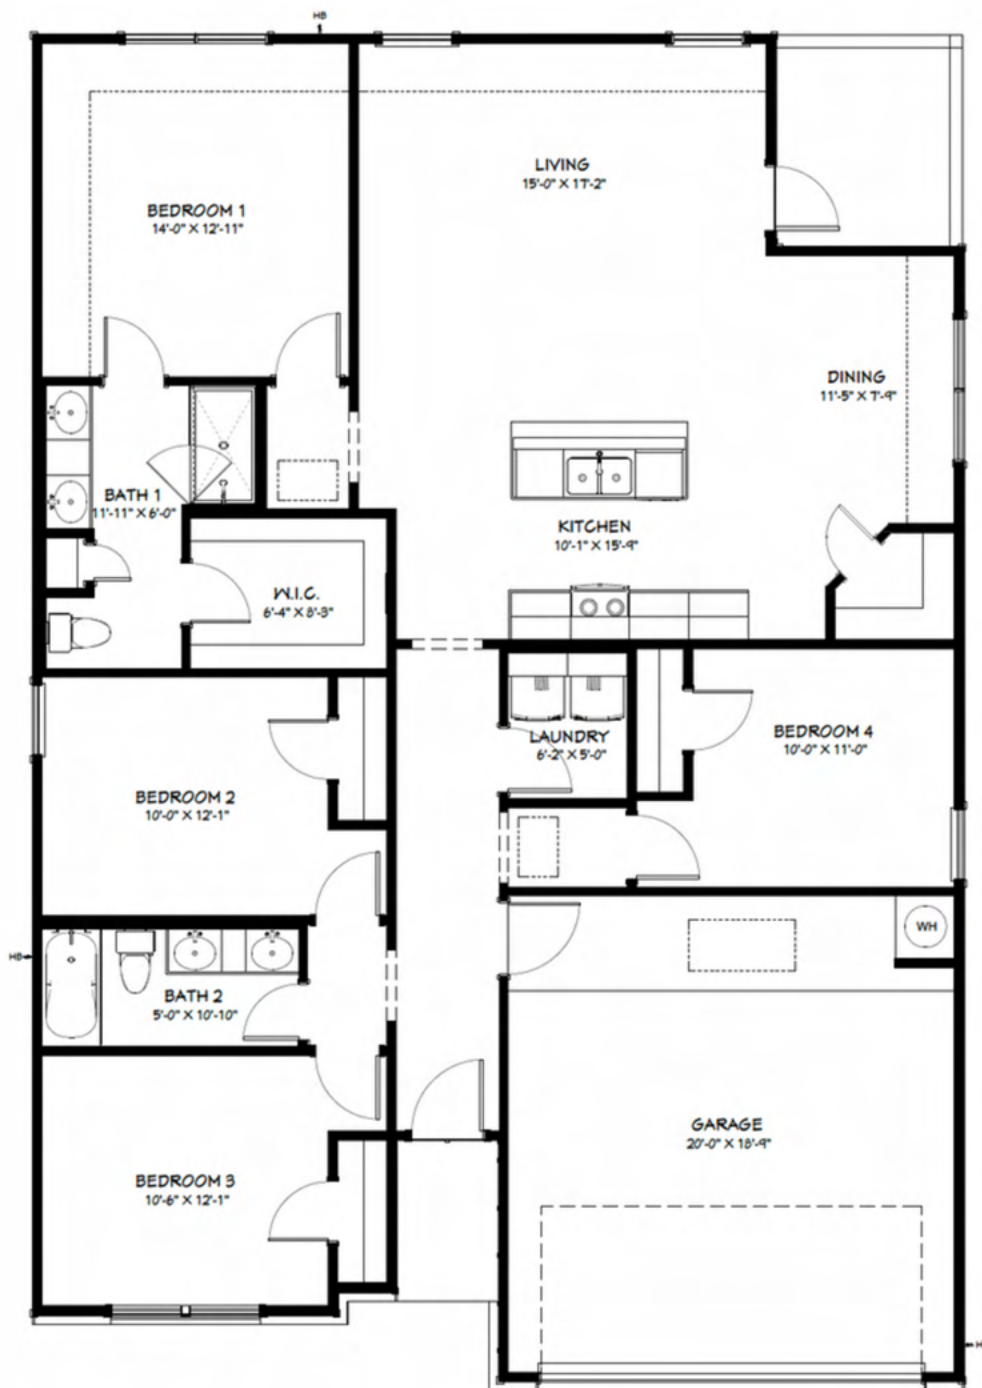 HB
LIVING
15'-0" X 17'-2"
BEDROOM 1
14'-0" X 12'-11"
DINING
11'-5" X 7'-9"
BATH 1
11'-11" X 6'-0"
KITCHEN
10'-1" X 15'-9"
W.I.C.
6'-4" X 8'-3"
LAUNDRY
6'-2" X 5'-0"
BEDROOM 4
10'-0" X 11'-0"
BEDROOM 2
10'-0" X 12'-1"
WH
HB
BATH 2
5'-0" X 10'-10"
GARAGE
20'-0" X 18'-9"
BEDROOM 3
10'-6" X 12'-1"